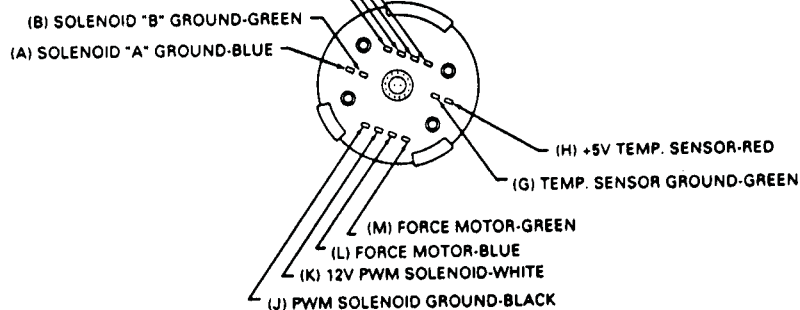 (B) SOLENOID "B" GROUND-GREEN
(A) SOLENOID "A" GROUND-BLUE
(H) +5V TEMP. SENSOR-RED
(G) TEMP. SENSOR GROUND-GREEN
(M) FORCE MOTOR-GREEN
(L) FORCE MOTOR-BLUE
(K) 12V PWM SOLENOID-WHITE
(J) PWM SOLENOID GROUND-BLACK